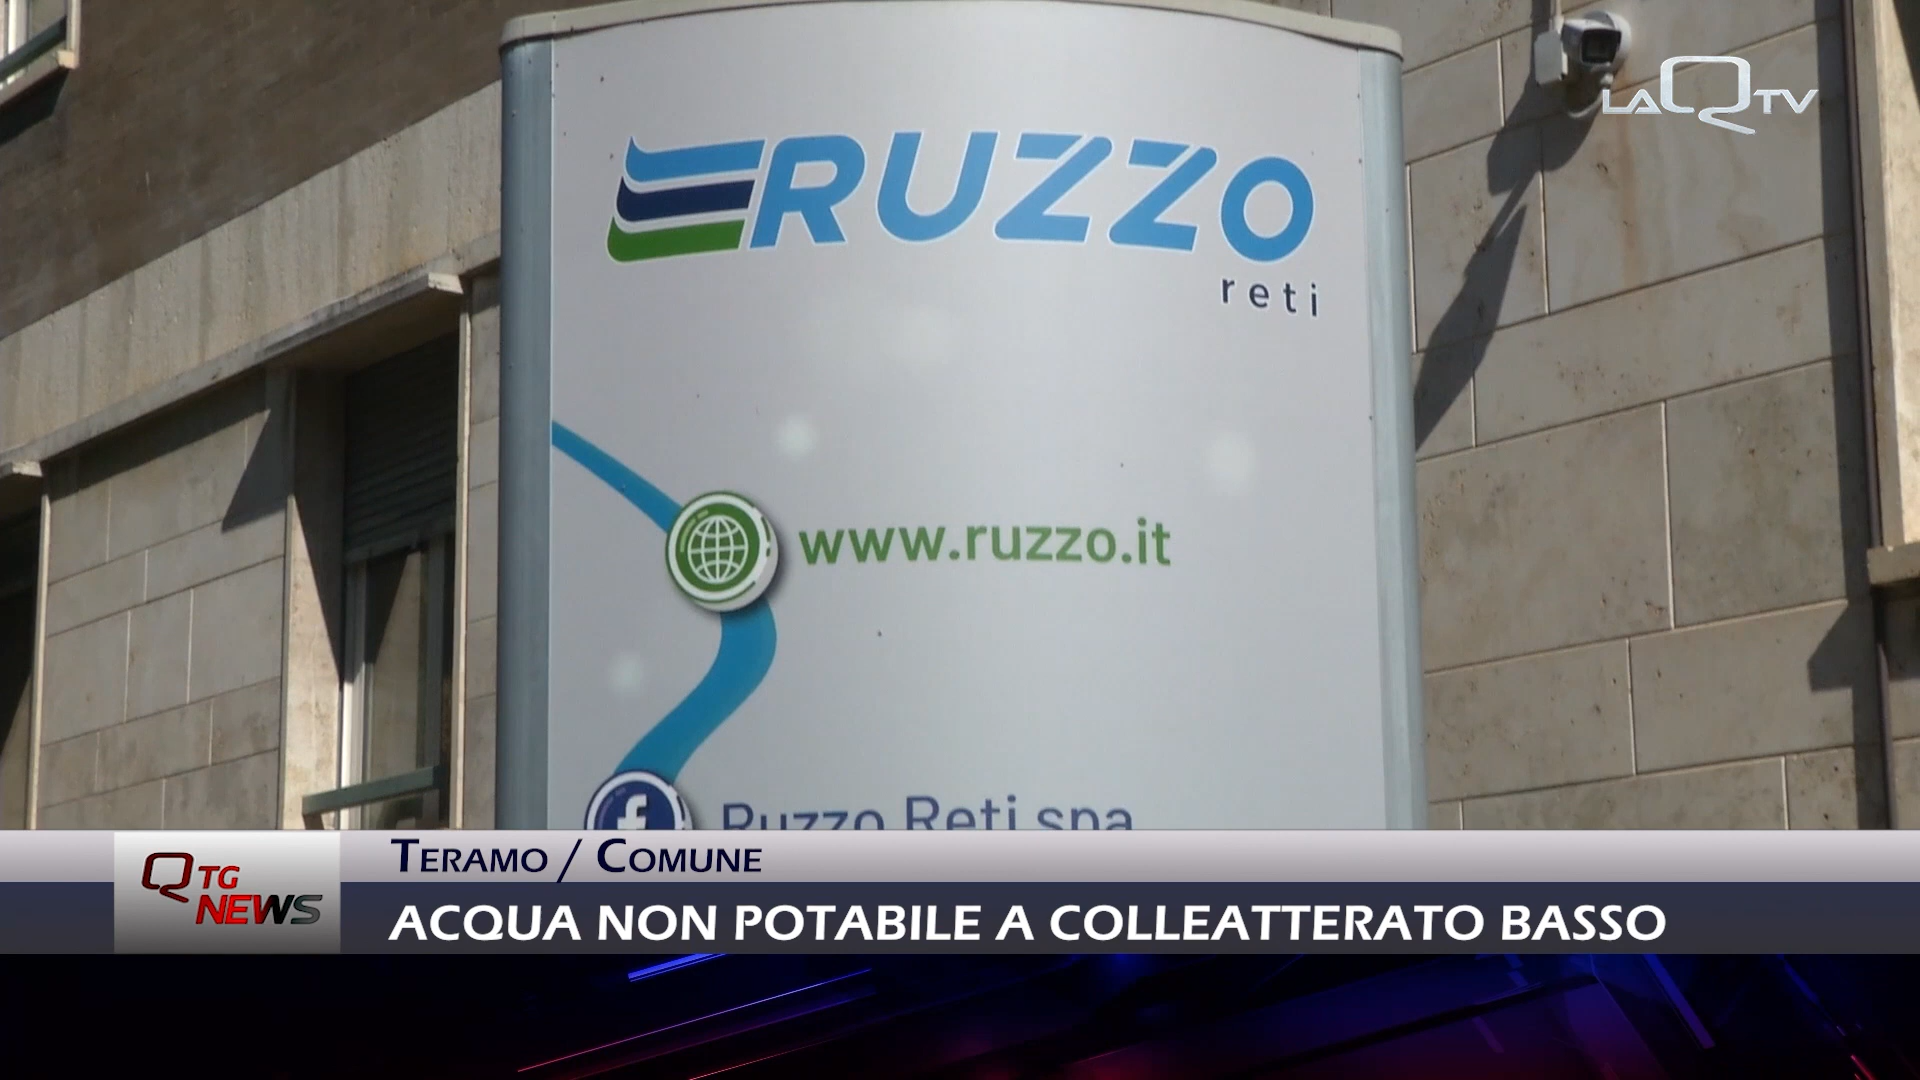 LAQTV
RUZZO
reti
www.ruzzo.it
Ruzzo Reti spa
QTG
NEWS
TERAMO / COMUNE
ACQUA NON POTABILE A COLLEATTERATO BASSO